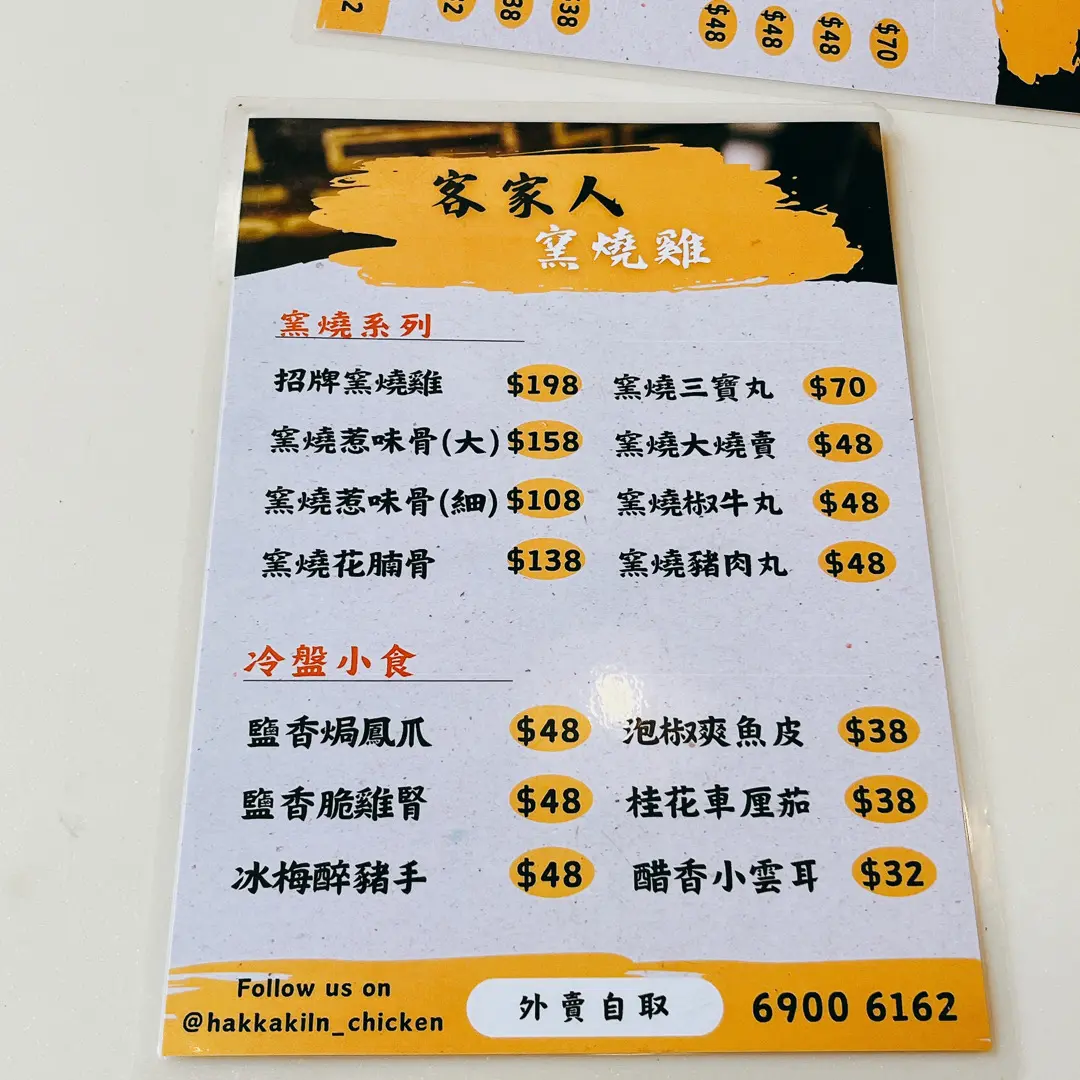 $38
$38
$48
$48
$48
$70
客家人
窯燒雞
窯燒系列
招牌窯燒雞 $198 窯燒三寶丸 $70
窯燒惹味骨(大) $158 窯燒大燒賣 $48
窯燒惹味骨(細) $108 窯燒椒牛丸 $48
窯燒花腩骨 $138 窯燒豬肉丸 $48
冷盤小食
鹽香焗鳳爪 $48 泡椒爽魚皮 $38
鹽香脆雞腎 $48 桂花車厘茄 $38
冰梅醉豬手 $48 醋香小雲耳 $32
Follow us on
@hakkakiln_chicken
外賣自取
6900 6162